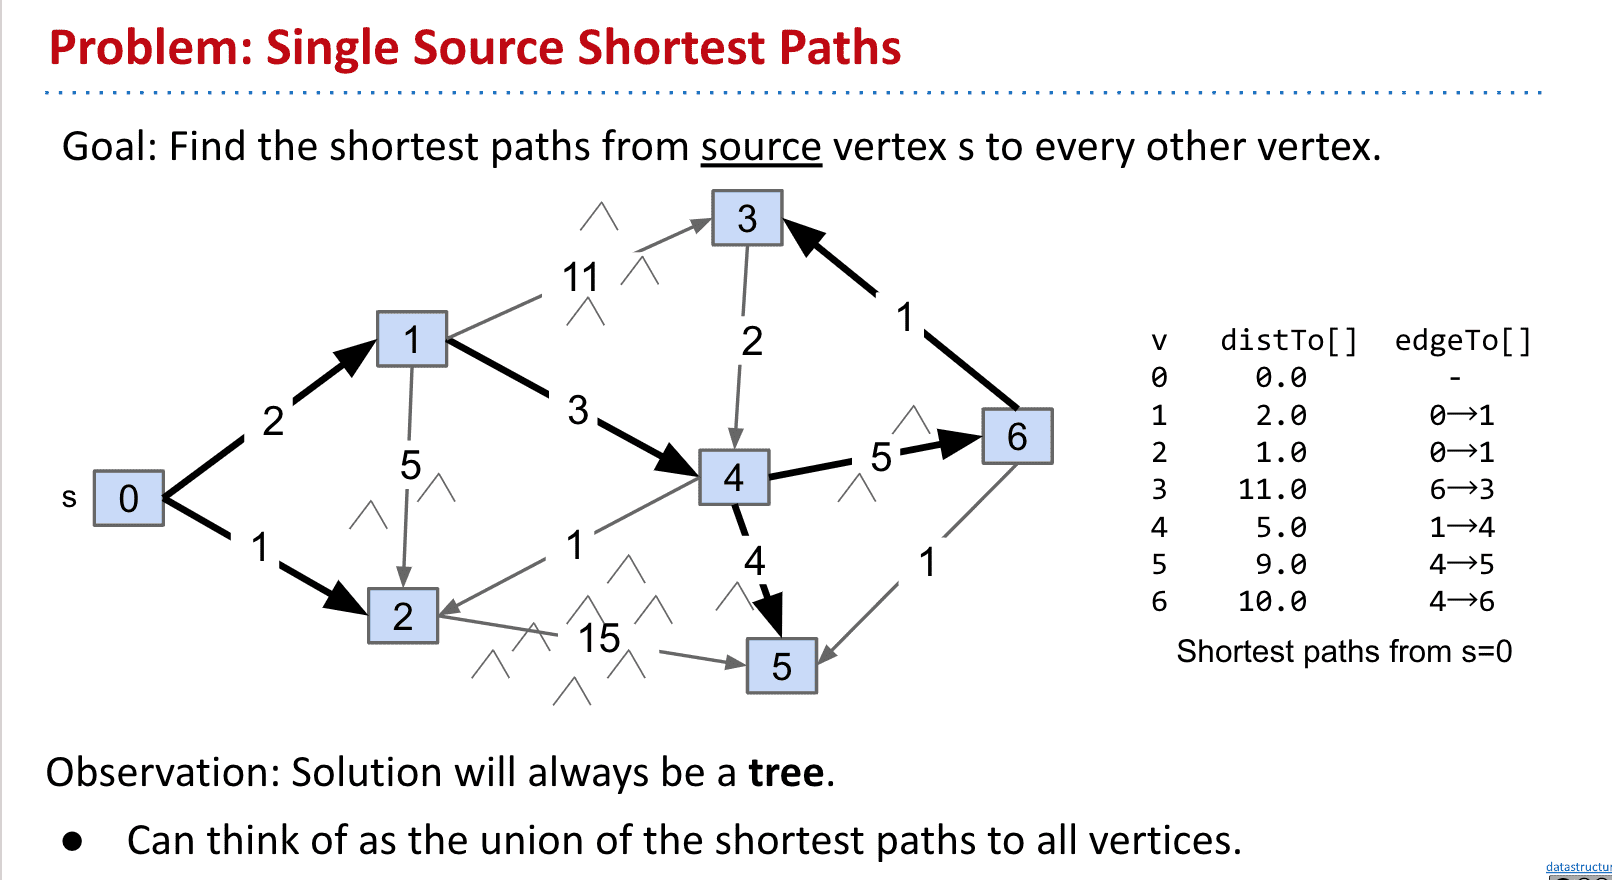 Problem: Single Source Shortest Paths
Goal: Find the shortest paths from source vertex s to every other vertex.
3
11
1
1
2
v distTo[] edgeTo[]
0 0.0 -
1 2.0 0→1
2 1.0 0→1
3 11.0 6→3
4 5.0 1→4
5 9.0 4→5
6 10.0 4→6
Shortest paths from s=0
2
3
5
5
6
4
s 0
1
1
4
1
2
15
5
Observation: Solution will always be a tree.
● Can think of as the union of the shortest paths to all vertices.
datastructur